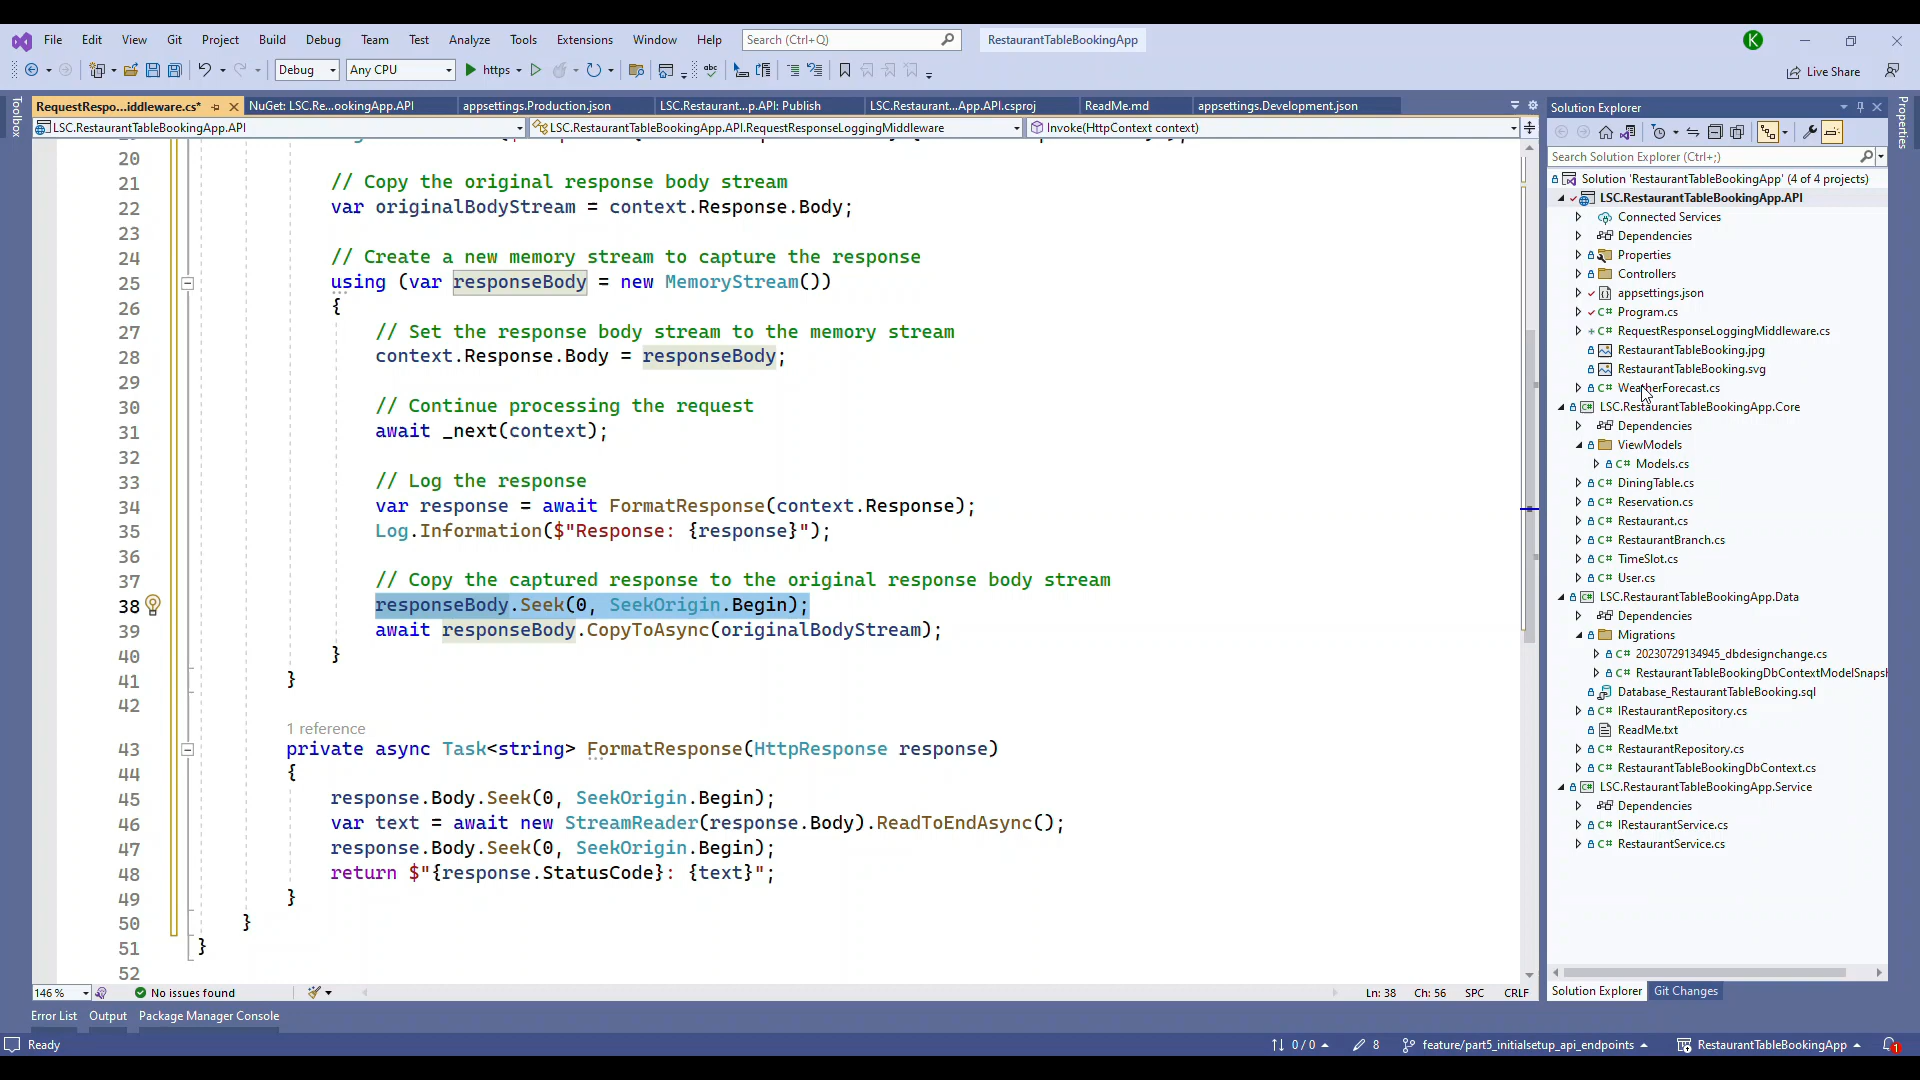 File Edit View Git Project Build Debug Team Test Analyze Tools Extensions Window Help Search (Ctrl+Q) RestaurantTableBookingApp K
Debug Any CPU https Live Share
Toolbox
RequestRespo...iddleware.cs* NuGet: LSC.Re...ookingApp.API appsettings.Production.json LSC.Restaurant...p.API: Publish LSC.Restaurant...App.API.csproj ReadMe.md appsettings.Development.json
LSC.RestaurantTableBookingApp.API LSC.RestaurantTableBookingApp.API.RequestResponseLoggingMiddleware Invoke(HttpContext context)
20
21 // Copy the original response body stream
22 var originalBodyStream = context.Response.Body;
23
24 // Create a new memory stream to capture the response
25 using (var responseBody = new MemoryStream())
26 {
27 // Set the response body stream to the memory stream
28 context.Response.Body = responseBody;
29
30 // Continue processing the request
31 await _next(context);
32
33 // Log the response
34 var response = await FormatResponse(context.Response);
35 Log.Information($"Response: {response}");
36
37 // Copy the captured response to the original response body stream
38 responseBody.Seek(0, SeekOrigin.Begin);
39 await responseBody.CopyToAsync(originalBodyStream);
40 }
41 }
42
1 reference
43 private async Task<string> FormatResponse(HttpResponse response)
44 {
45 response.Body.Seek(0, SeekOrigin.Begin);
46 var text = await new StreamReader(response.Body).ReadToEndAsync();
47 response.Body.Seek(0, SeekOrigin.Begin);
48 return $"{response.StatusCode}: {text}";
49 }
50 }
51 }
52
146 % No issues found Ln: 38 Ch: 56 SPC CRLF
Solution Explorer
Search Solution Explorer (Ctrl+;)
Solution 'RestaurantTableBookingApp' (4 of 4 projects)
LSC.RestaurantTableBookingApp.API
Connected Services
Dependencies
Properties
Controllers
appsettings.json
C# Program.cs
C# RequestResponseLoggingMiddleware.cs
RestaurantTableBooking.jpg
RestaurantTableBooking.svg
C# WeatherForecast.cs
C# LSC.RestaurantTableBookingApp.Core
Dependencies
ViewModels
C# Models.cs
C# DiningTable.cs
C# Reservation.cs
C# Restaurant.cs
C# RestaurantBranch.cs
C# TimeSlot.cs
C# User.cs
C# LSC.RestaurantTableBookingApp.Data
Dependencies
Migrations
C# 20230729134945_dbdesignchange.cs
C# RestaurantTableBookingDbContextModelSnapsh
Database_RestaurantTableBooking.sql
C# IRestaurantRepository.cs
ReadMe.txt
C# RestaurantRepository.cs
C# RestaurantTableBookingDbContext.cs
C# LSC.RestaurantTableBookingApp.Service
Dependencies
C# IRestaurantService.cs
C# RestaurantService.cs
Solution Explorer Git Changes
Properties
Error List Output Package Manager Console
Ready 0 / 0 8 feature/part5_initialsetup_api_endpoints RestaurantTableBookingApp 1